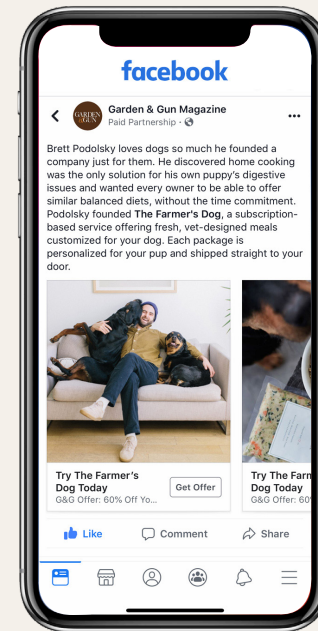 facebook
GARDEN & GUN
Garden & Gun Magazine
Paid Partnership ·
Brett Podolsky loves dogs so much he founded a
company just for them. He discovered home cooking
was the only solution for his own puppy's digestive
issues and wanted every owner to be able to offer
similar balanced diets, without the time commitment.
Podolsky founded The Farmer's Dog, a subscription-
based service offering fresh, vet-designed meals
customized for your dog. Each package is
personalized for your pup and shipped straight to your
door.
Try The Farmer's
Dog Today
G&G Offer: 60% Off Yo...
Get Offer
Try The Farm
Dog Today
G&G Offer: 60
Like
Comment
Share